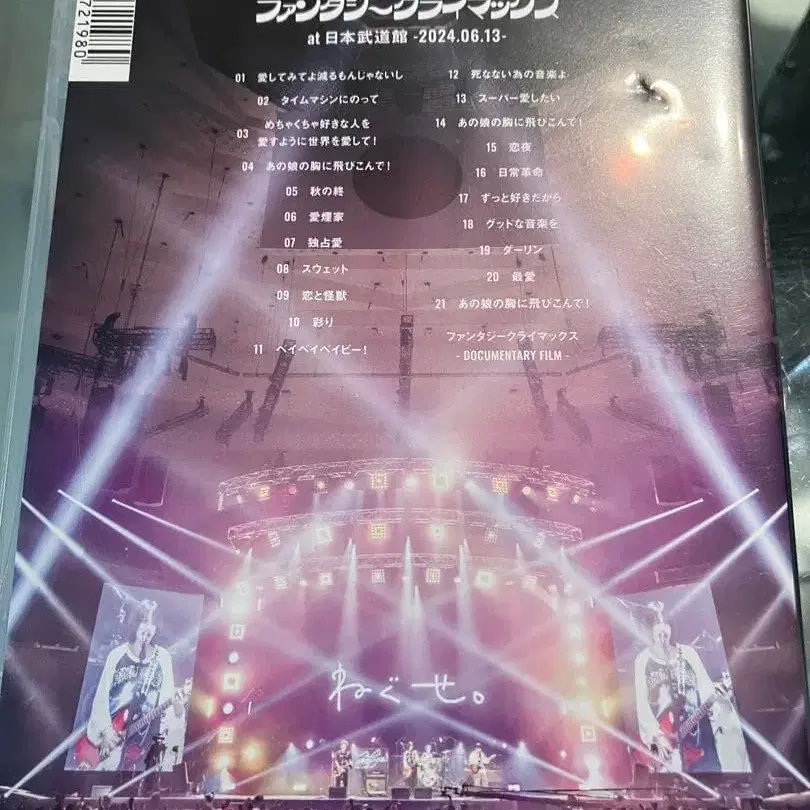 721980
ファンタジ〜クライマックス
at 日本武道館 -2024.06.13-
01 愛してみてよ減るもんじゃないし
02 タイムマシンにのって
03 めちゃくちゃ好きな人を
愛すように世界を愛して!
04 あの娘の胸に飛びこんで!
05 秋の終
06 愛煙家
07 独占愛
08 スウェット
09 恋と怪獣
10 彩り
11 ベイベイベイビー!
12 死なない為の音楽よ
13 スーパー愛したい
14 あの娘の胸に飛びこんで!
15 恋夜
16 日常革命
17 ずっと好きだから
18 グッドな音楽を
19 ダーリン
20 最愛
21 あの娘の胸に飛びこんで!
ファンタジークライマックス
- DOCUMENTARY FILM -
ねぐせ。